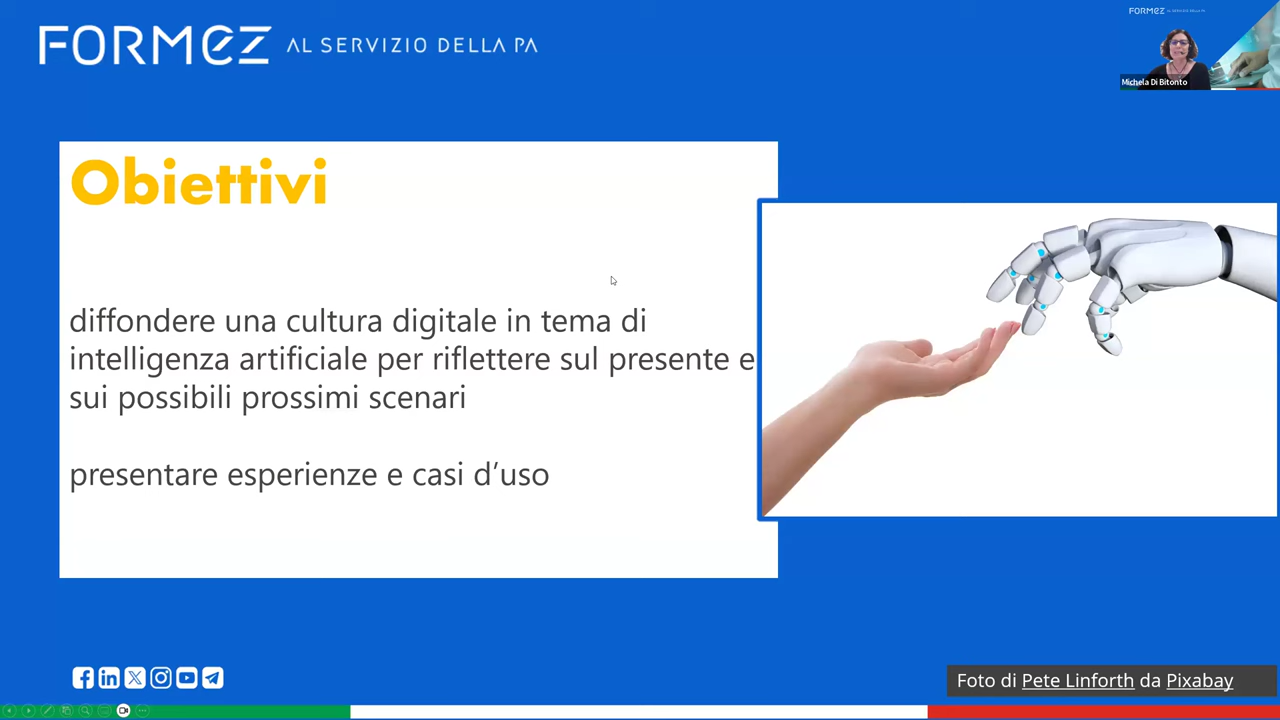 FORMEZ AL SERVIZIO DELLA PA
FORMEZ AL SERVIZIO DELLA PA
Michela Di Bitonto
Obiettivi
diffondere una cultura digitale in tema di
intelligenza artificiale per riflettere sul presente e
sui possibili prossimi scenari
presentare esperienze e casi d’uso
Foto di Pete Linforth da Pixabay